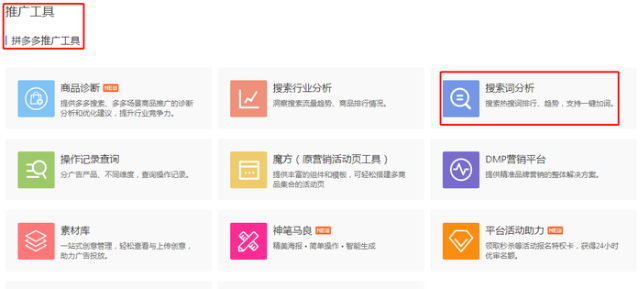 推广工具
拼多多推广工具
商品诊断 NEW
提供多多搜索、多多场景商品推广的诊断
分析和优化建议，提升行业竞争力。
搜索行业分析
洞察搜索流量趋势、商品排行情况。
搜索词分析
搜索热搜词排行、趋势，支持一键加词。
操作记录查询
分广告产品、不同维度，查询操作记录。
魔方（原营销活动页工具）
提供丰富的组件和模板，可轻松搭建多商
品集合的活动页
DMP营销平台
提供精准品牌营销的整体解决方案。
素材库
一站式创意管理，轻松查看与上传创意，
助力广告投放。
神笔马良 NEW
精美海报·简单操作·智能生成
平台活动助力 NEW
领取秒杀等活动报名特权卡，获得24小时
优审名额。